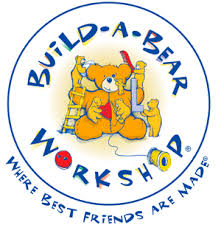 BUILD-A-BEAR
WORKSHOP®
WHERE BEST FRIENDS ARE MADE®